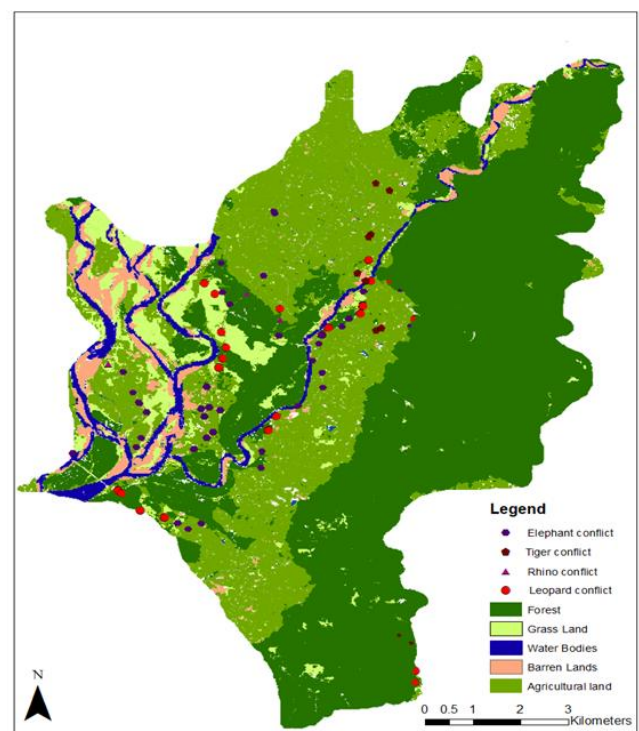 Legend
Elephant conflict
Tiger conflict
Rhino conflict
Leopard conflict
Forest
Grass Land
Water Bodies
Barren Lands
Agricultural land
N
0 0.5 1 2 3
Kilometers